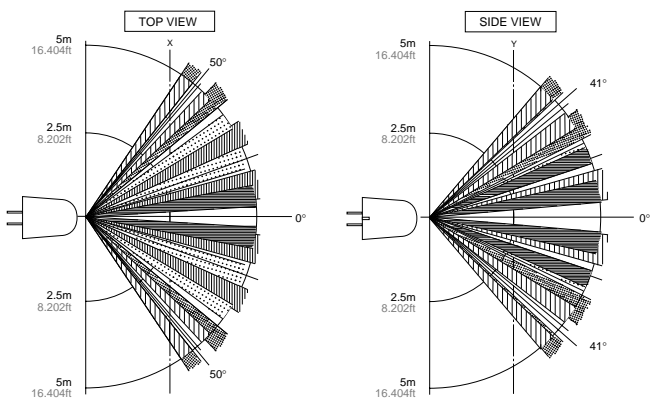 TOP VIEW
5m
16.404ft
X
50°
2.5m
8.202ft
0°
2.5m
8.202ft
50°
5m
16.404ft
SIDE VIEW
5m
16.404ft
Y
41°
2.5m
8.202ft
0°
2.5m
8.202ft
41°
5m
16.404ft